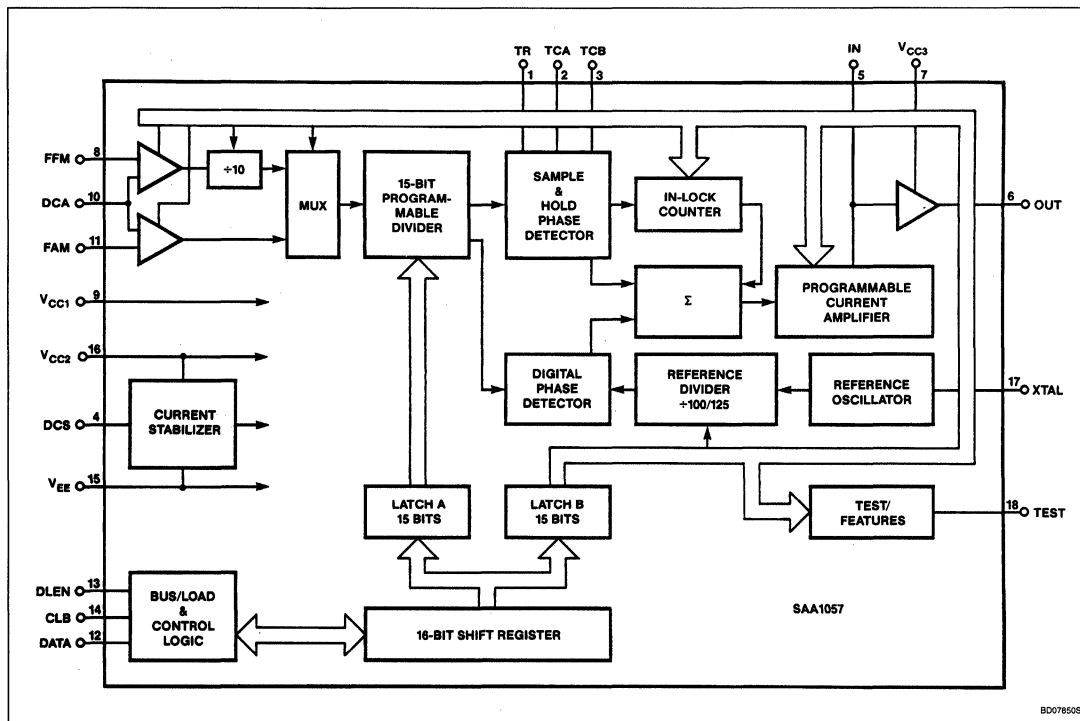 TR TCA TCB IN VCC3
1 2 3 5 7
FFM 8
DCA 10
FAM 11
÷10
MUX
15-BIT
PROGRAM-
MABLE
DIVIDER
SAMPLE
&
HOLD
PHASE
DETECTOR
IN-LOCK
COUNTER
6 OUT
VCC1 9
Σ
PROGRAMMABLE
CURRENT
AMPLIFIER
VCC2 16
CURRENT
STABILIZER
DCS 4
VEE 15
DIGITAL
PHASE
DETECTOR
REFERENCE
DIVIDER
÷100/125
REFERENCE
OSCILLATOR
17 XTAL
LATCH A
15 BITS
LATCH B
15 BITS
TEST/
FEATURES
18 TEST
DLEN 13
CLB 14
DATA 12
BUS/LOAD
&
CONTROL
LOGIC
16-BIT SHIFT REGISTER
SAA1057
BD07850S